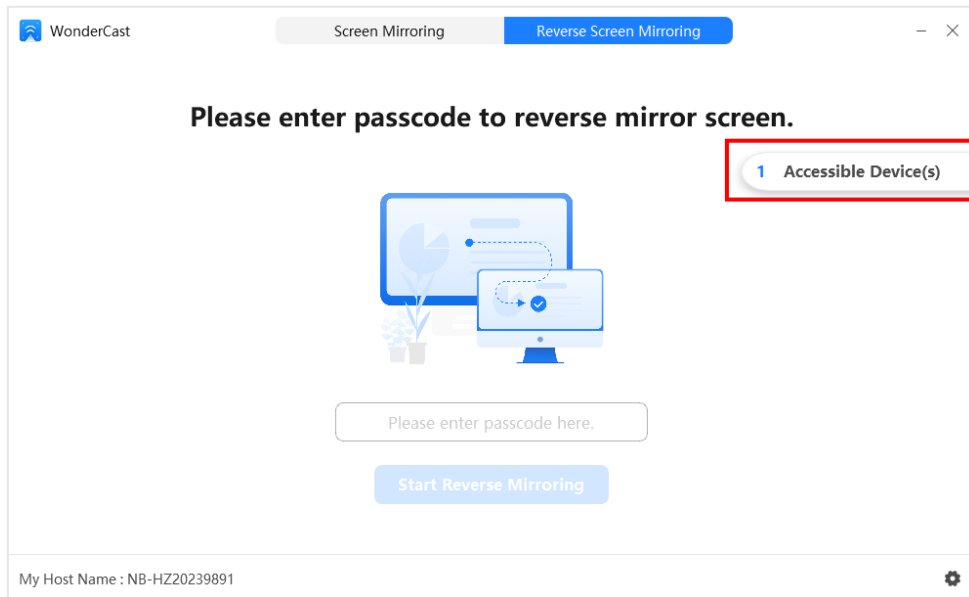 WonderCast
Screen Mirroring
Reverse Screen Mirroring
Please enter passcode to reverse mirror screen.
1 Accessible Device(s)
Please enter passcode here.
Start Reverse Mirroring
My Host Name : NB-HZ20239891